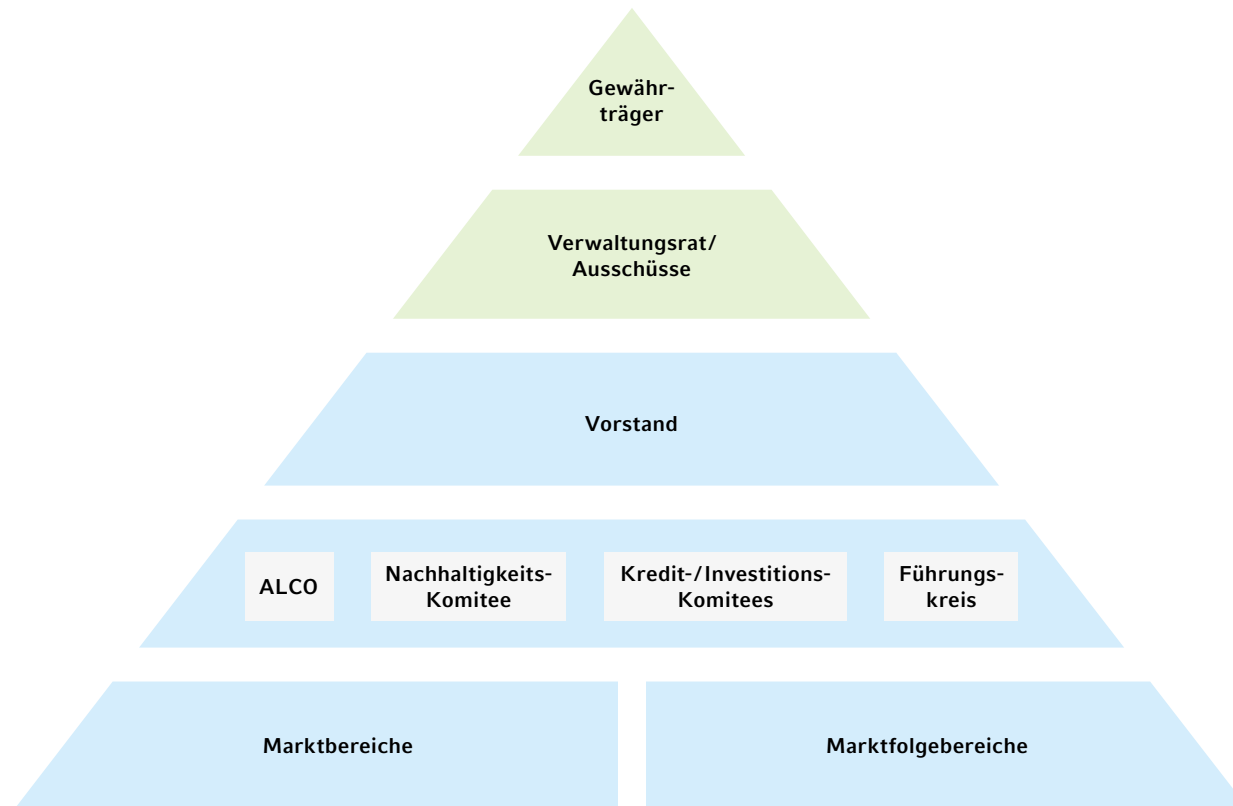 Gewähr-
träger
Verwaltungsrat/
Ausschüsse
Vorstand
ALCO
Nachhaltigkeits-
Komitee
Kredit-/Investitions-
Komitees
Führungs-
kreis
Marktbereiche
Marktfolgebereiche